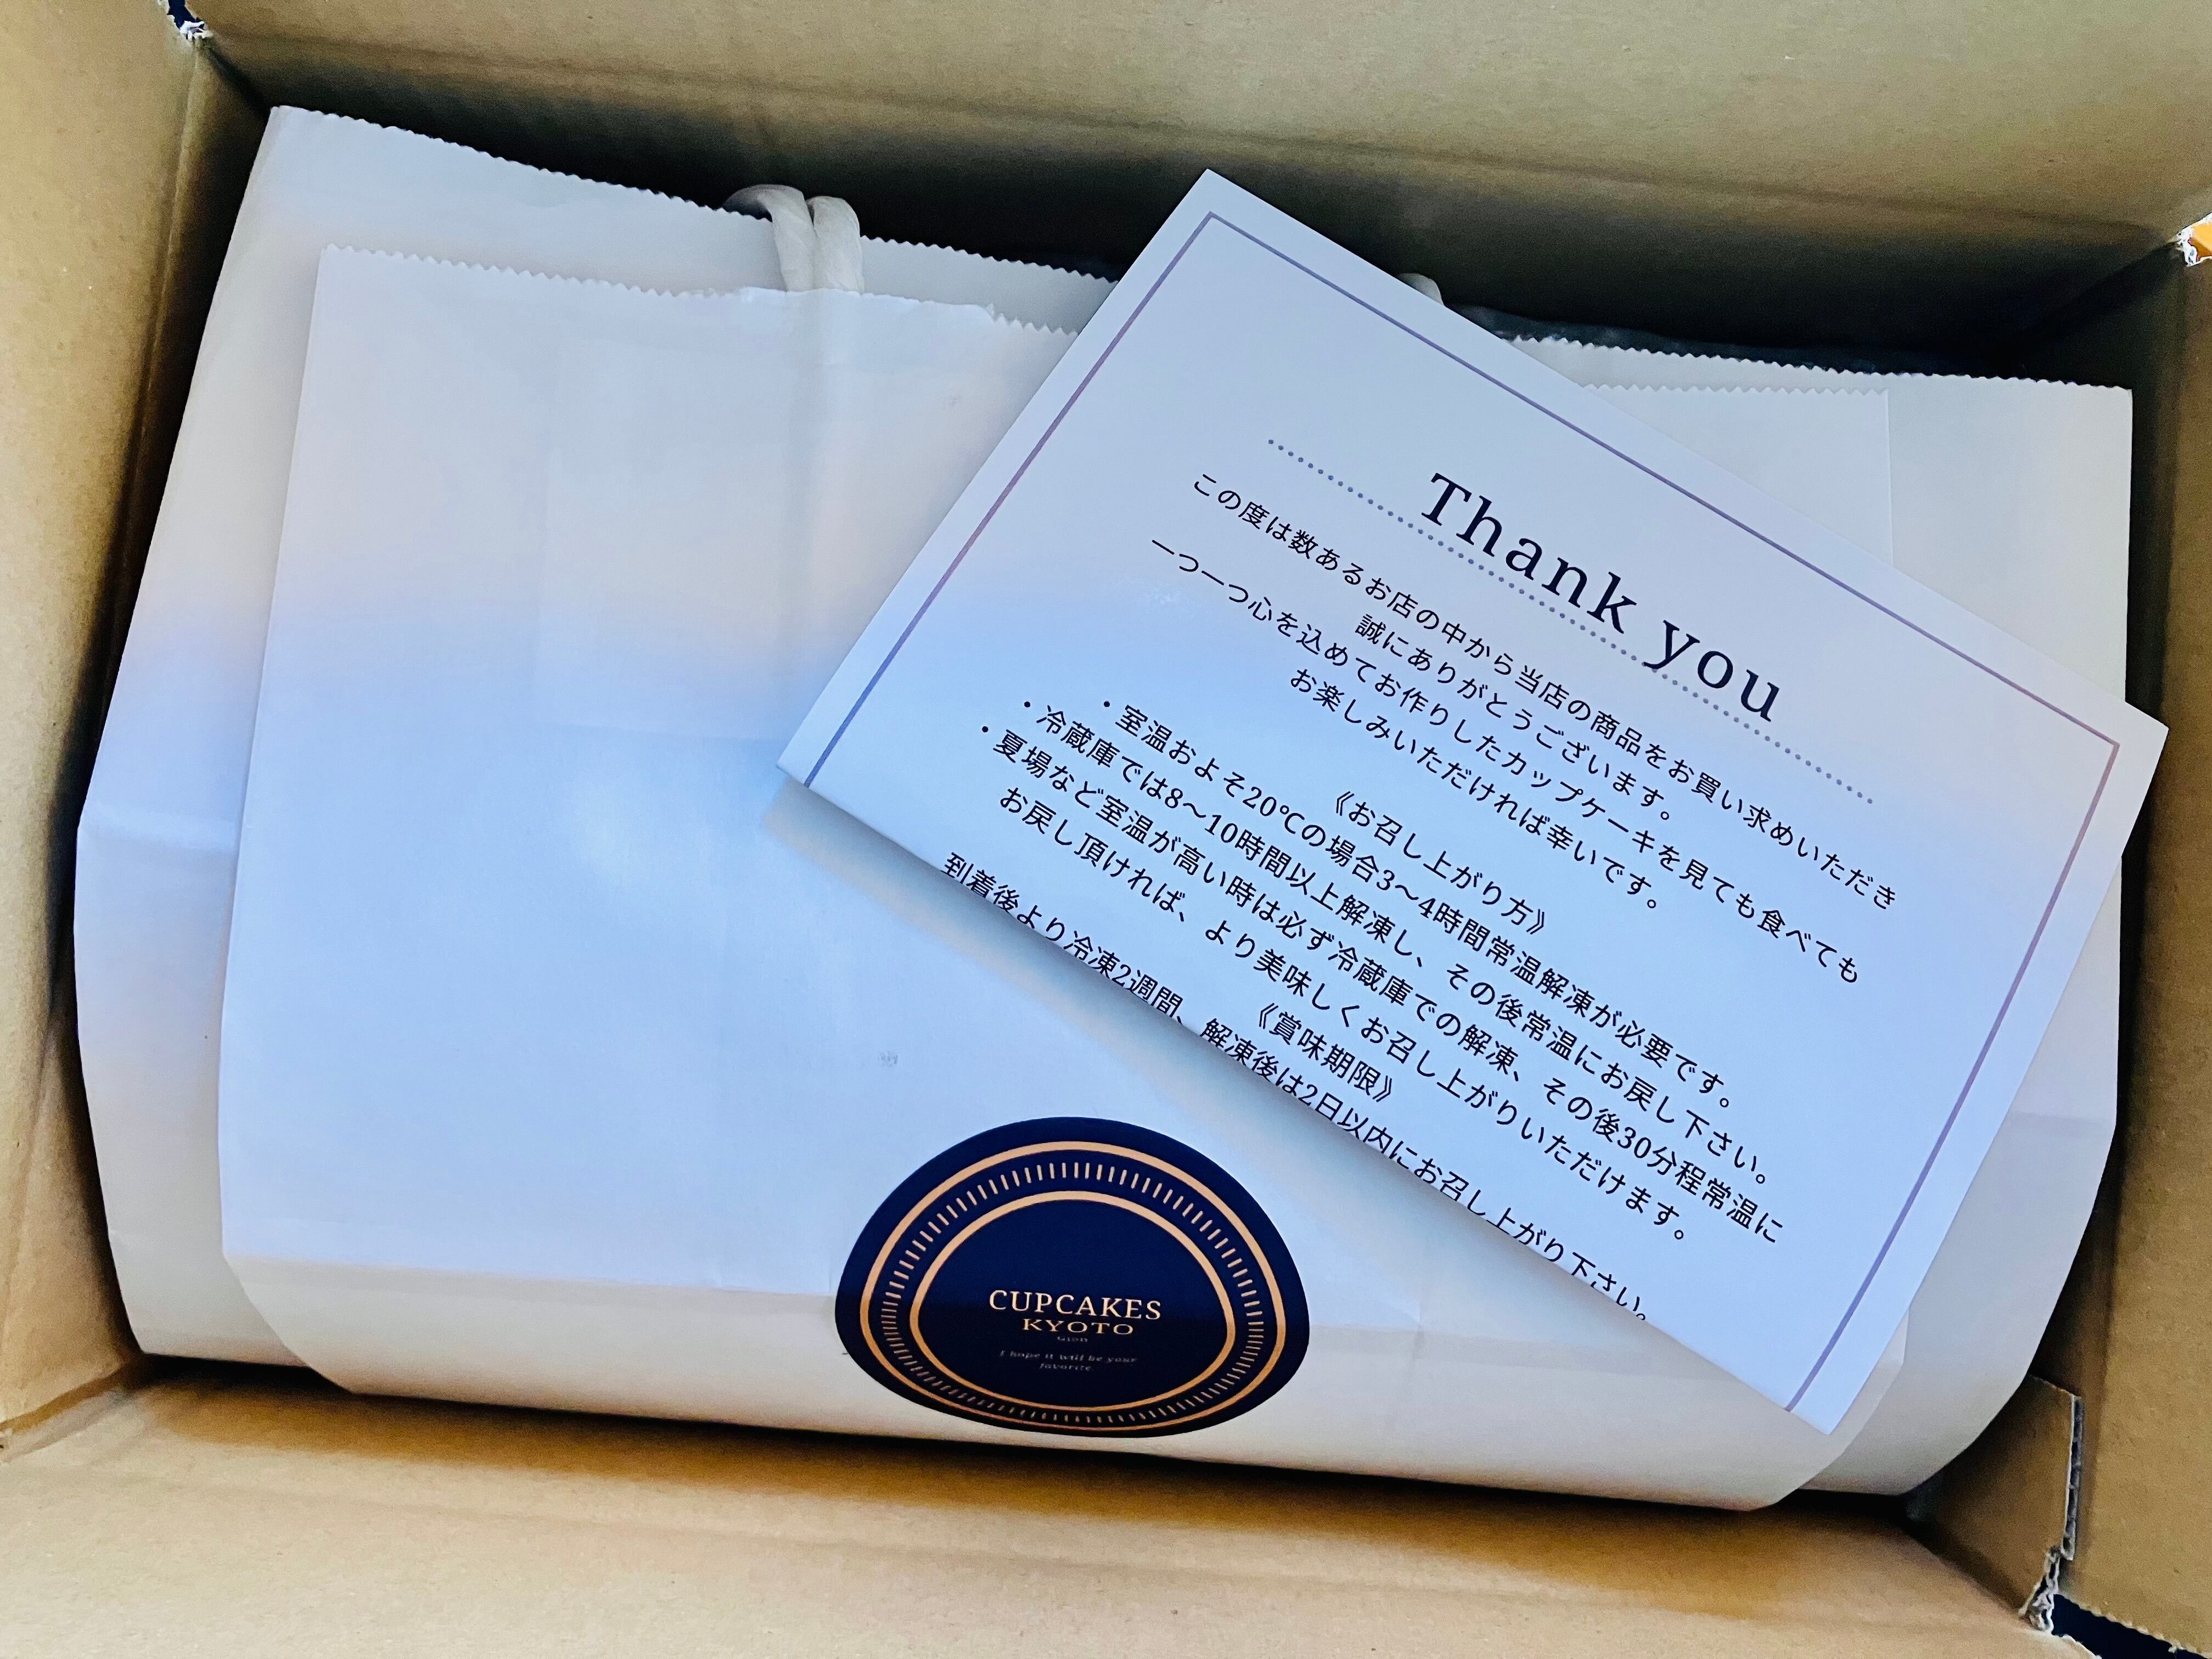 Thank you
この度は数あるお店の中から当店の商品をお買い求めいただき
誠にありがとうございます。
一つ一つ心を込めてお作りしたカップケーキを見ても食べても
お楽しみいただければ幸いです。
《お召し上がり方》
・室温およそ20℃の場合3〜4時間常温解凍が必要です。
・冷蔵庫では8〜10時間以上解凍し、その後常温にお戻し下さい。
・夏場など室温が高い時は必ず冷蔵庫での解凍、その後30分程常温に
お戻し頂ければ、より美味しくお召し上がりいただけます。
《賞味期限》
到着後より冷凍2週間、解凍後は2日以内にお召し上がり下さい。
CUPCAKES
KYOTO
Gion
I hope it will be your
favorite.